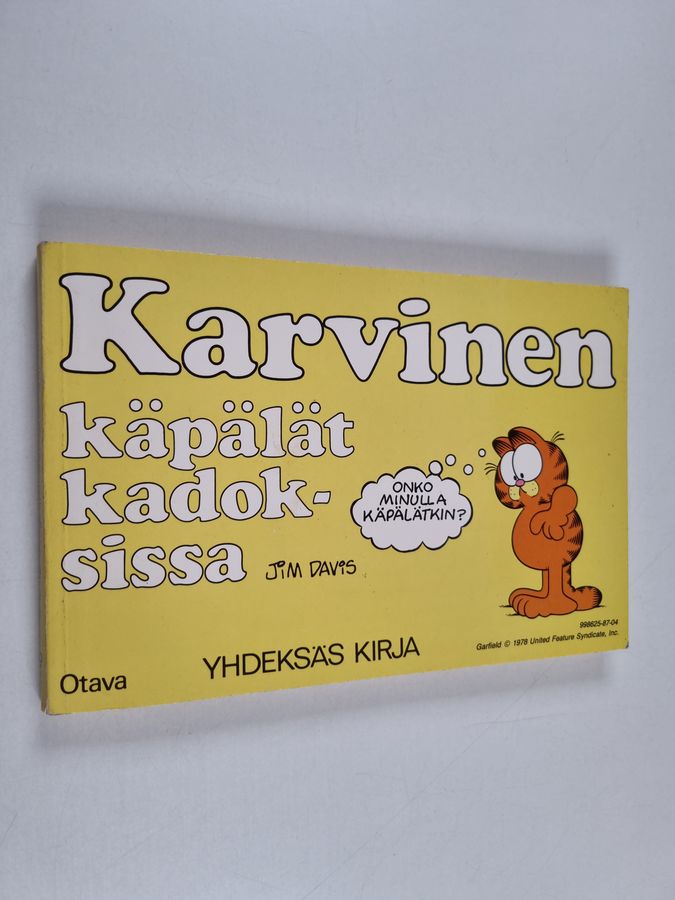 Karvinen
käpälät
kadok-
sissa
JIM DAVIS
ONKO
MINULLA
KÄPÄLÄTKIN?
998625-87-04
Garfield © 1978 United Feature Syndicate, Inc.
YHDEKSÄS KIRJA
Otava